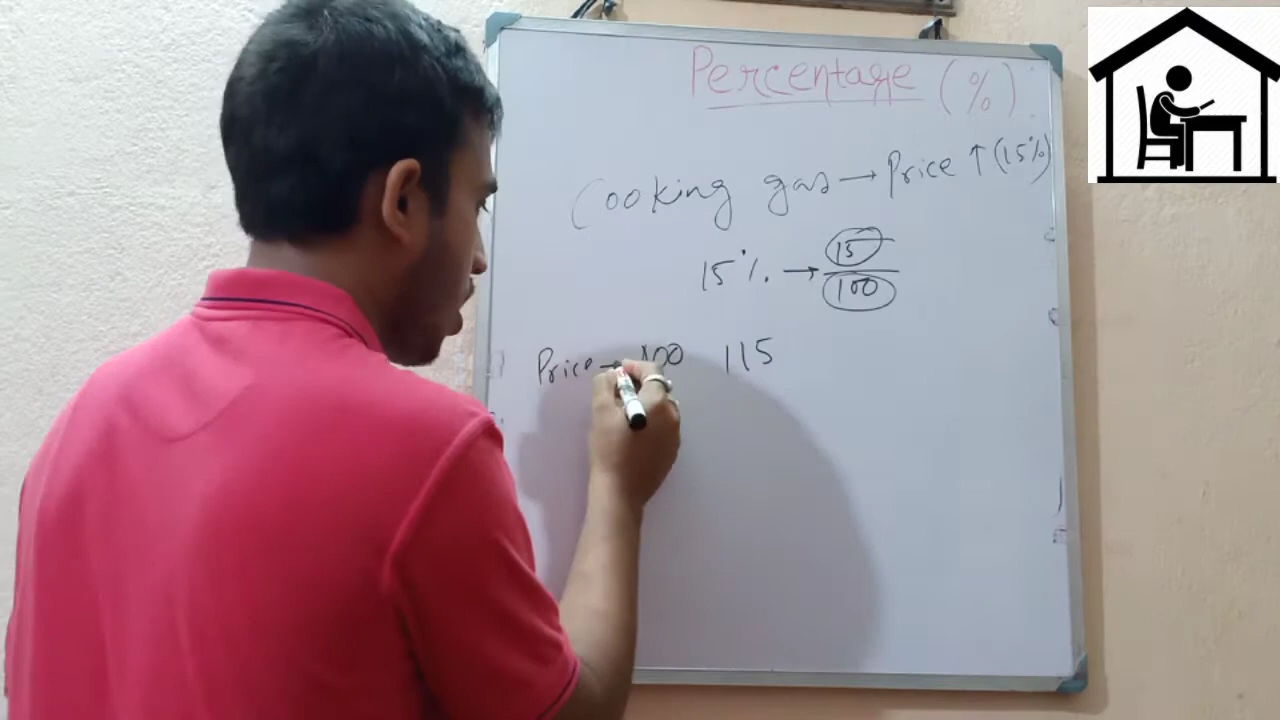 Percentage (%)
Cooking gas → Price ↑ (15%)
15% → 15/100
Price → 100 115